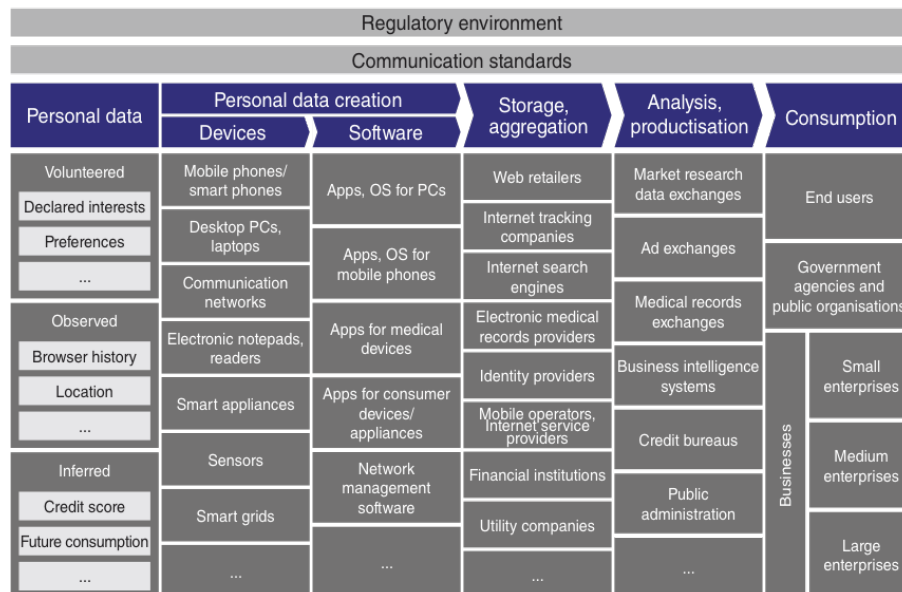 Regulatory environment
Communication standards
Personal data
Personal data creation
Devices
Software
Storage,
aggregation
Analysis,
productisation
Consumption
Volunteered
Declared interests
Preferences
...
Observed
Browser history
Location
...
Inferred
Credit score
Future consumption
...
Mobile phones/
smart phones
Desktop PCs,
laptops
Communication
networks
Electronic notepads,
readers
Smart appliances
Sensors
Smart grids
...
Apps, OS for PCs
Apps, OS for
mobile phones
Apps for medical
devices
Apps for consumer
devices/
appliances
Network
management
software
...
Web retailers
Internet tracking
companies
Internet search
engines
Electronic medical
records providers
Identity providers
Mobile operators,
Internet service
providers
Financial institutions
Utility companies
...
Market research
data exchanges
Ad exchanges
Medical records
exchanges
Business intelligence
systems
Credit bureaus
Public
administration
...
End users
Government
agencies and
public organisations
Businesses
Small
enterprises
Medium
enterprises
Large
enterprises